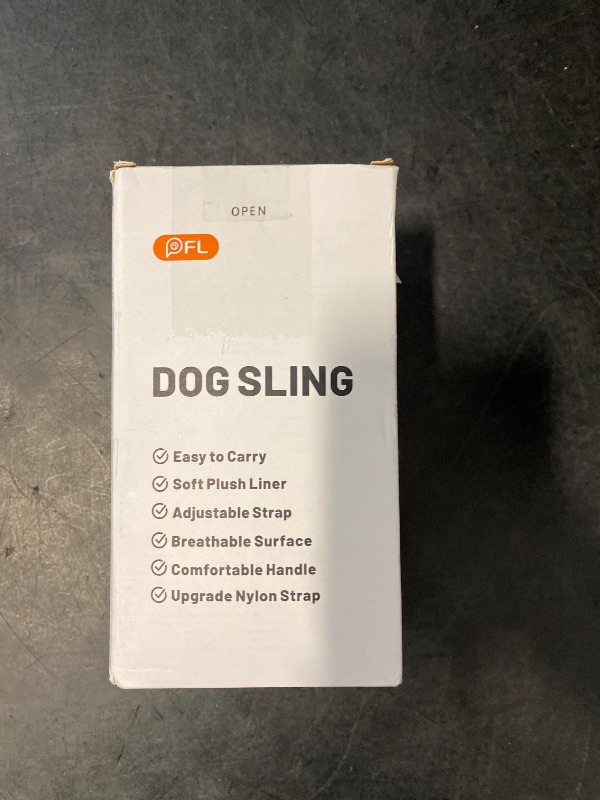 OPEN
PFL
DOG SLING
Easy to Carry
Soft Plush Liner
Adjustable Strap
Breathable Surface
Comfortable Handle
Upgrade Nylon Strap